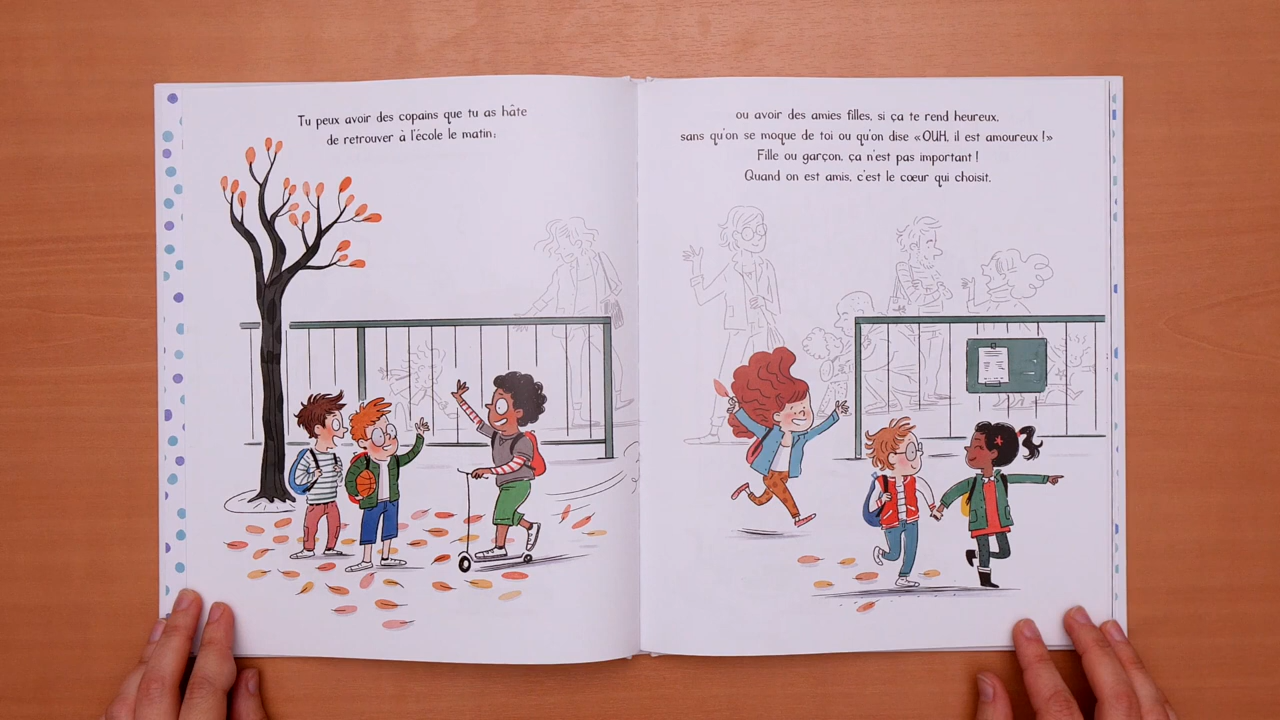 Tu peux avoir des copains que tu as hâte
de retrouver à l'école le matin;
ou avoir des amies filles, si ça te rend heureux,
sans qu'on se moque de toi ou qu'on dise « OUH, il est amoureux ! »
Fille ou garçon, ça n'est pas important !
Quand on est amis, c'est le cœur qui choisit.